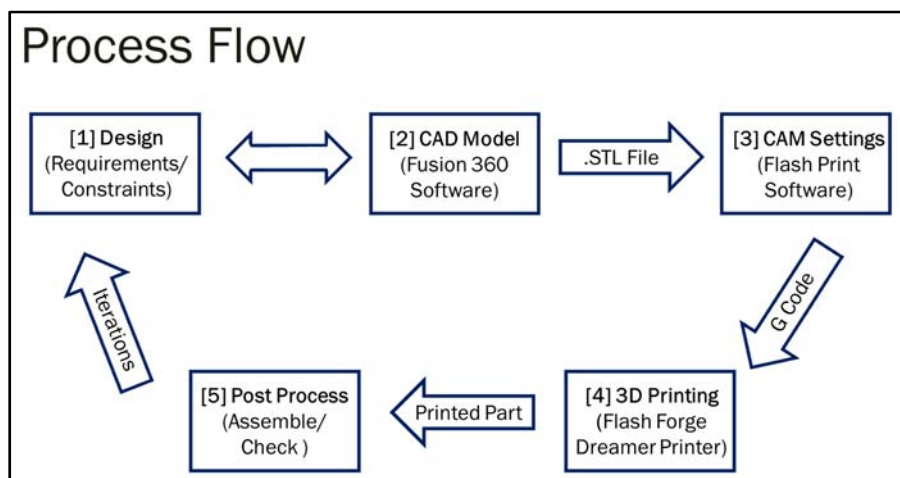 Process Flow
[1] Design
(Requirements/
Constraints)
[2] CAD Model
(Fusion 360
Software)
.STL File
[3] CAM Settings
(Flash Print
Software)
G Code
[4] 3D Printing
(Flash Forge
Dreamer Printer)
Printed Part
[5] Post Process
(Assemble/
Check )
Iterations